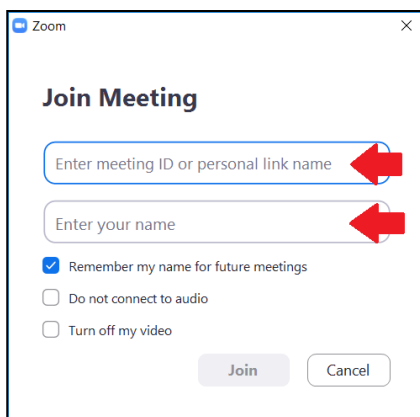 Zoom
Join Meeting
Enter meeting ID or personal link name
Enter your name
Remember my name for future meetings
Do not connect to audio
Turn off my video
Join Cancel